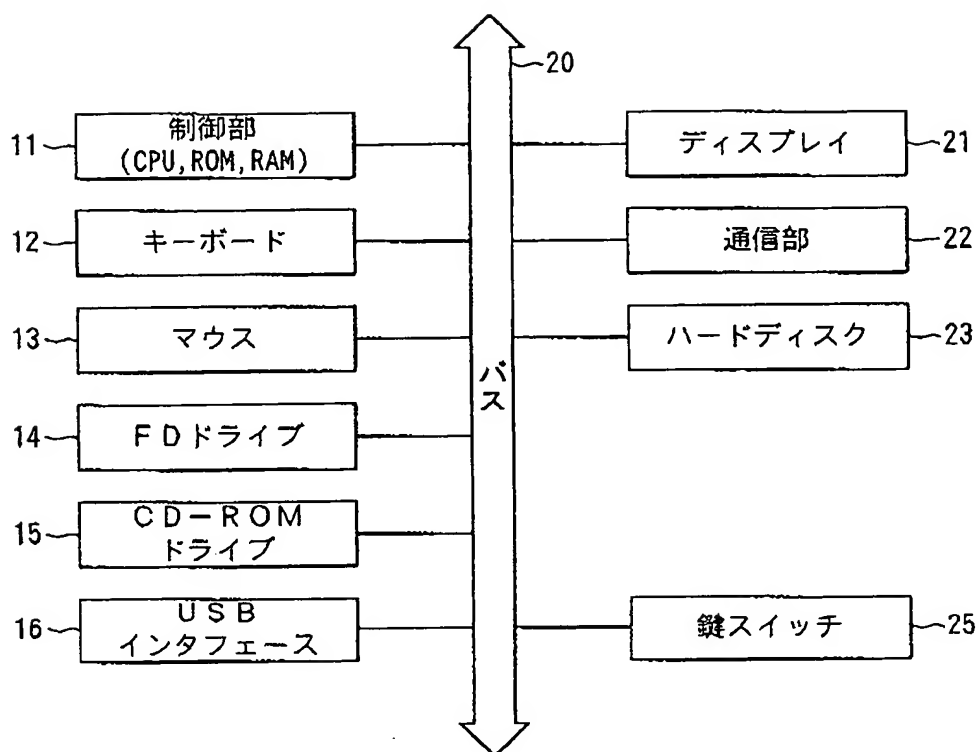 20
11
制御部
(CPU,ROM,RAM)
12
キーボード
13
マウス
14
ＦＤドライブ
15
ＣＤ－ＲＯＭ
ドライブ
16
ＵＳＢ
インタフェース
バス
ディスプレイ
21
通信部
22
ハードディスク
23
鍵スイッチ
25